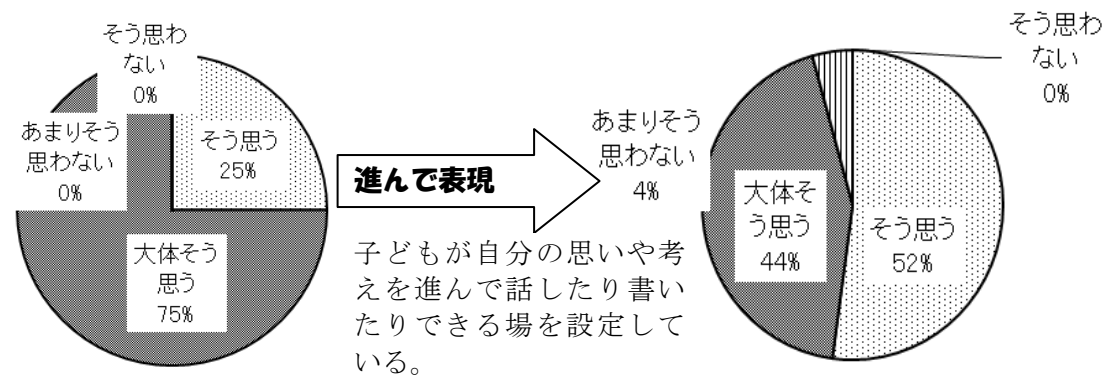 そう思わ
ない
0%
あまりそう
思わない
0%
そう思う
25%
大体そう
思う
75%
進んで表現
子どもが自分の思いや考
えを進んで話したり書い
たりできる場を設定して
いる。
そう思わ
ない
0%
あまりそう
思わない
4%
大体そ
う思う
44%
そう思う
52%